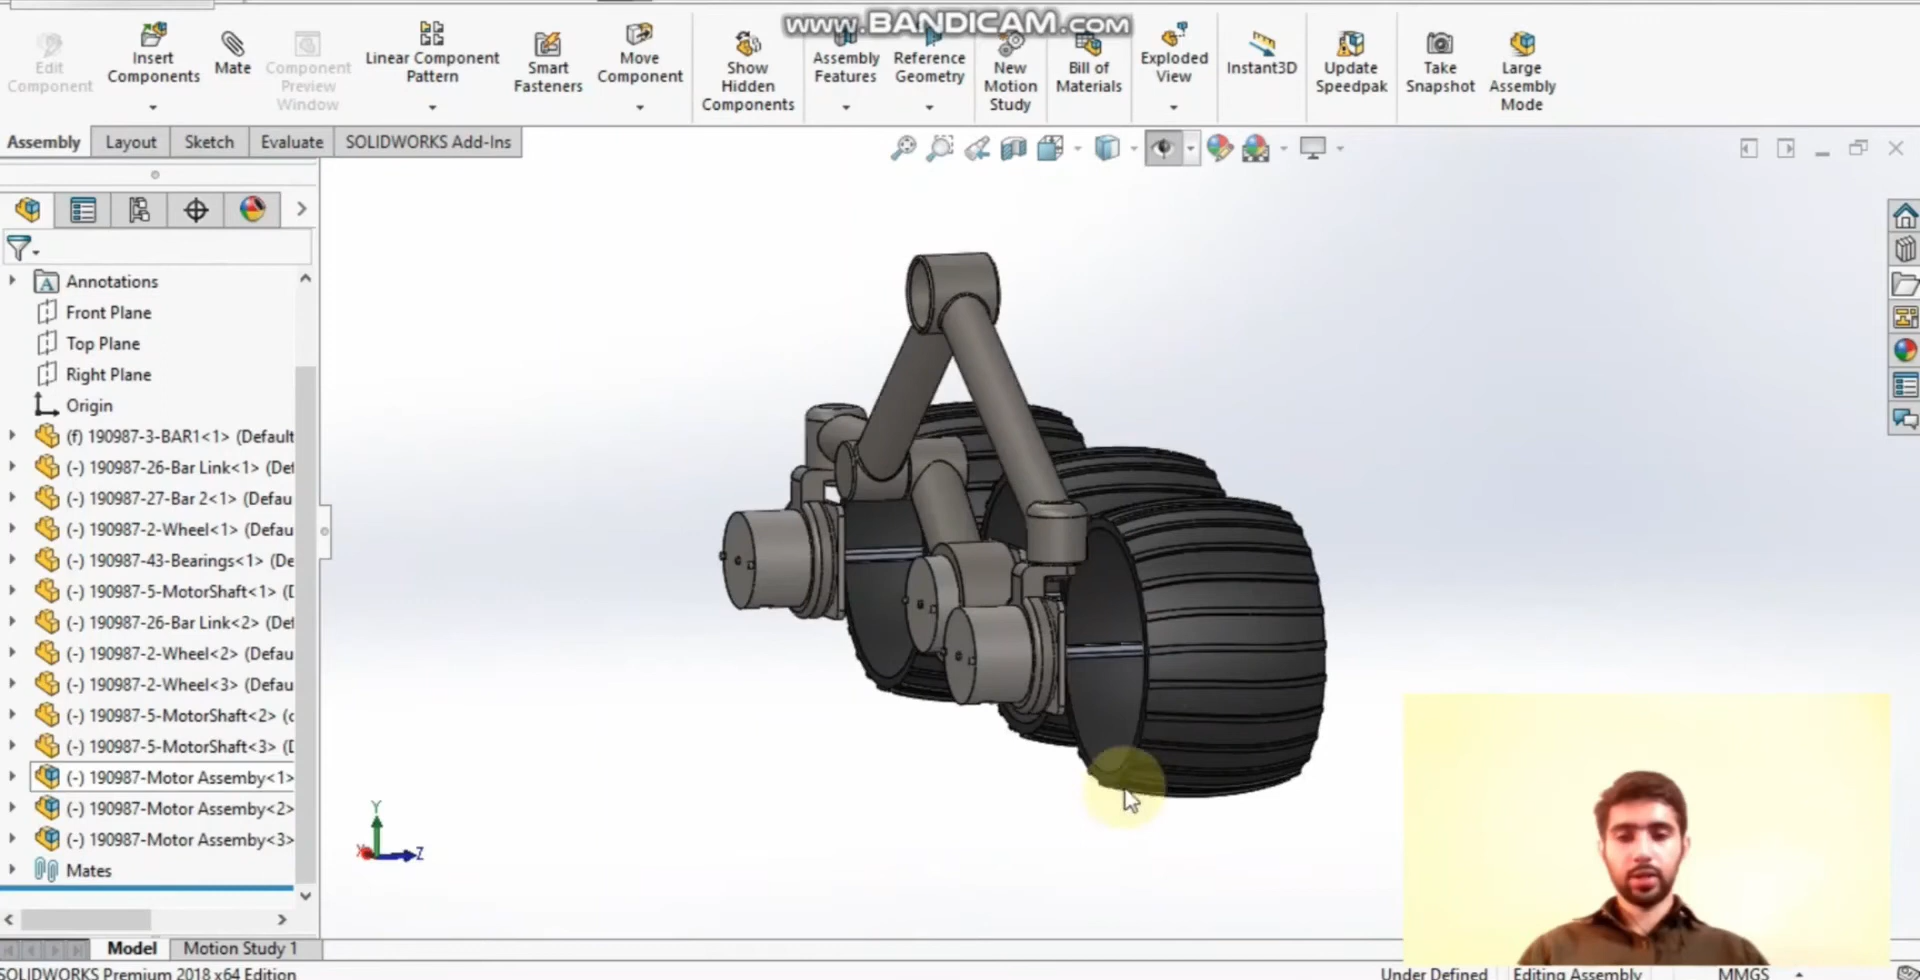 www.BANDICAM.com
Edit Component
Insert Components
Mate
Component Preview Window
Linear Component Pattern
Smart Fasteners
Move Component
Show Hidden Components
Assembly Features
Reference Geometry
New Motion Study
Bill of Materials
Exploded View
Instant3D
Update Speedpak
Take Snapshot
Large Assembly Mode
Assembly
Layout
Sketch
Evaluate
SOLIDWORKS Add-Ins
Annotations
Front Plane
Top Plane
Right Plane
Origin
(f) 190987-3-BAR1<1> (Default
(-) 190987-26-Bar Link<1> (Def
(-) 190987-27-Bar 2<1> (Defau
(-) 190987-2-Wheel<1> (Defau
(-) 190987-43-Bearings<1> (De
(-) 190987-5-MotorShaft<1> (D
(-) 190987-26-Bar Link<2> (Def
(-) 190987-2-Wheel<2> (Defau
(-) 190987-2-Wheel<3> (Defau
(-) 190987-5-MotorShaft<2> (c
(-) 190987-5-MotorShaft<3> (D
(-) 190987-Motor Assemby<1>
(-) 190987-Motor Assemby<2>
(-) 190987-Motor Assemby<3>
Mates
Y
X
Z
Model
Motion Study 1
SOLIDWORKS Premium 2018 x64 Edition
Under Defined
Editing Assembly
MMGS